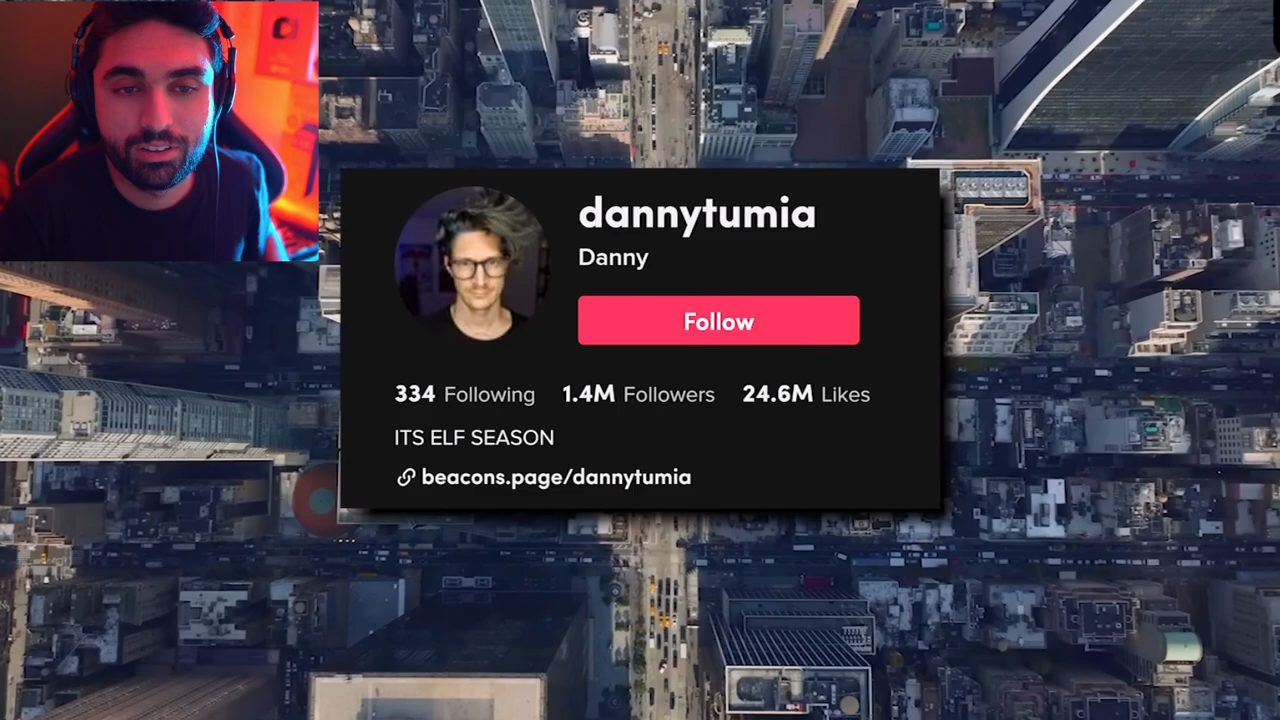 dannytumia
Danny
Follow
334 Following 1.4M Followers 24.6M Likes
ITS ELF SEASON
beacons.page/dannytumia